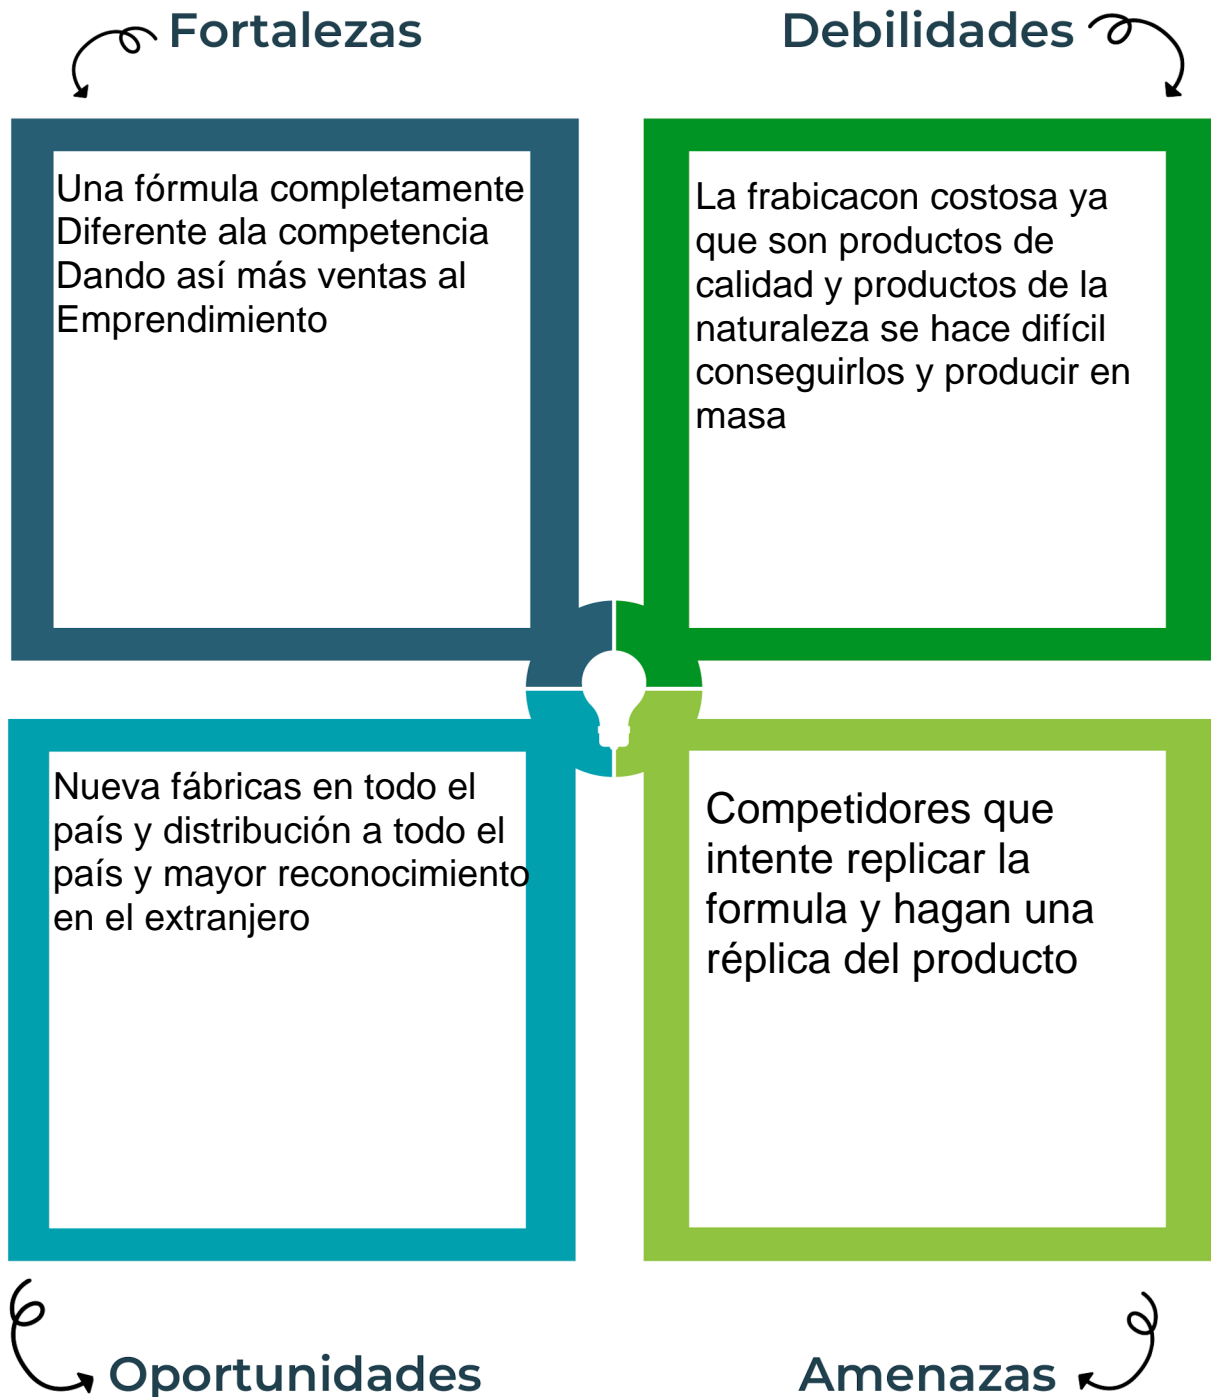 Fortalezas
Debilidades
Una fórmula completamente
Diferente ala competencia
Dando así más ventas al
Emprendimiento
La frabicacon costosa ya
que son productos de
calidad y productos de la
naturaleza se hace difícil
conseguirlos y producir en
masa
Nueva fábricas en todo el
país y distribución a todo el
país y mayor reconocimiento
en el extranjero
Competidores que
intente replicar la
formula y hagan una
réplica del producto
Oportunidades
Amenazas